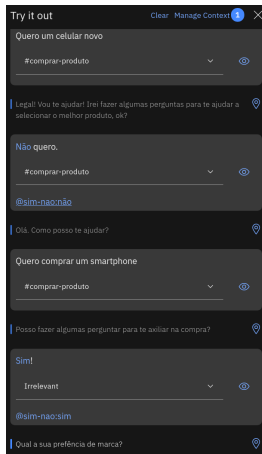 Try it out
Clear Manage Context 1
Quero um celular novo
#comprar-produto
Legal! Vou te ajudar! Irei fazer algumas perguntas para te ajudar a
selecionar o melhor produto, ok?
Não quero.
#comprar-produto
@sim-nao:não
Olá. Como posso te ajudar?
Quero comprar um smartphone
#comprar-produto
Posso fazer algumas perguntar para te axiliar na compra?
Sim!
Irrelevant
@sim-nao:sim
Qual a sua prefência de marca?